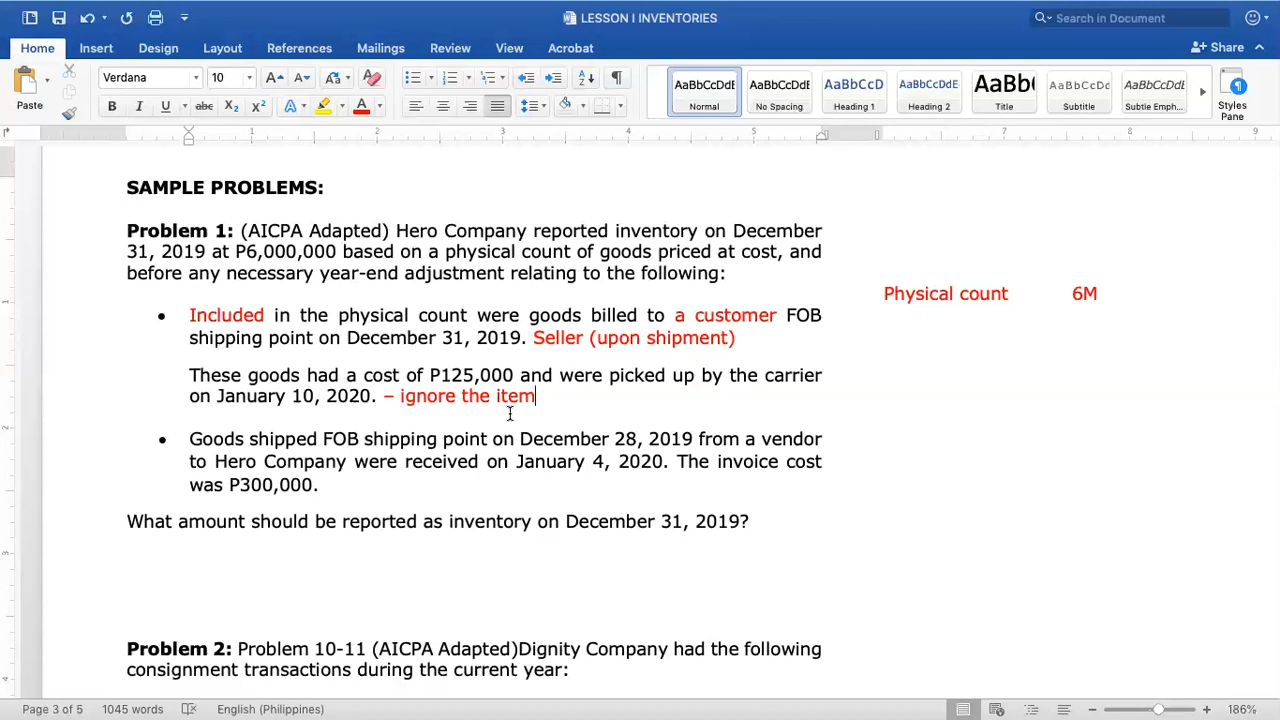 LESSON I INVENTORIES
Search in Document
Home Insert Design Layout References Mailings Review View Acrobat
Share
Verdana 10
Paste
AaBbCcDdE AaBbCcDdE AaBbCcD AaBbCcDdE AaBbC AaBbCcDdE AaBbCcDdE
Normal No Spacing Heading 1 Heading 2 Title Subtitle Subtle Emph...
Styles Pane
1 2 3 4 5 7 8 9
SAMPLE PROBLEMS:
Problem 1: (AICPA Adapted) Hero Company reported inventory on December
31, 2019 at P6,000,000 based on a physical count of goods priced at cost, and
before any necessary year-end adjustment relating to the following:
Physical count 6M
• Included in the physical count were goods billed to a customer FOB
shipping point on December 31, 2019. Seller (upon shipment)
These goods had a cost of P125,000 and were picked up by the carrier
on January 10, 2020. – ignore the item
• Goods shipped FOB shipping point on December 28, 2019 from a vendor
to Hero Company were received on January 4, 2020. The invoice cost
was P300,000.
What amount should be reported as inventory on December 31, 2019?
Problem 2: Problem 10-11 (AICPA Adapted)Dignity Company had the following
consignment transactions during the current year:
Page 3 of 5 1045 words English (Philippines) 186%